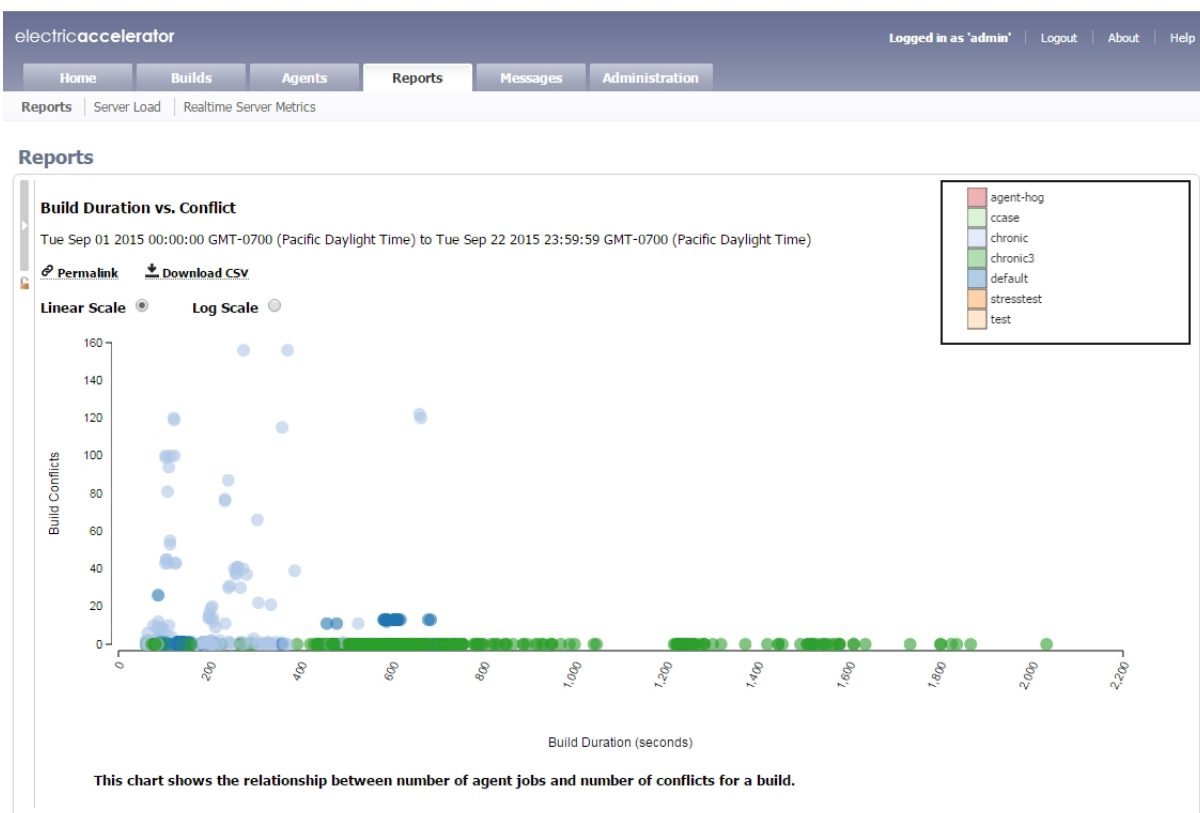 electricaccelerator
Logged in as 'admin' Logout About Help
Home Builds Agents Reports Messages Administration
Reports Server Load Realtime Server Metrics
Reports
Build Duration vs. Conflict
Tue Sep 01 2015 00:00:00 GMT-0700 (Pacific Daylight Time) to Tue Sep 22 2015 23:59:59 GMT-0700 (Pacific Daylight Time)
Permalink Download CSV
Linear Scale Log Scale
agent-hog
ccase
chronic
chronic3
default
stresstest
test
160
140
120
100
80
60
40
20
0
Build Conflicts
0 200 400 600 800 1,000 1,200 1,400 1,600 1,800 2,000 2,200
Build Duration (seconds)
This chart shows the relationship between number of agent jobs and number of conflicts for a build.